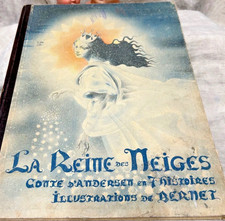 La Reine des Neiges
Conte d'Andersen en 7 histoires
Illustrations de Bernet